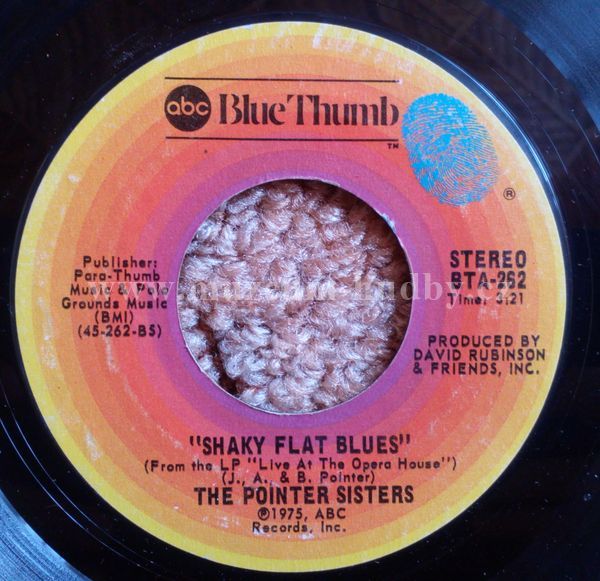 abc Blue Thumb ™
®
Publisher:
Para-Thumb
Music & Polo
Grounds Music
(BMI)
(45-262-BS)
STEREO
BTA-262
Time: 3:21
PRODUCED BY
DAVID RUBINSON
& FRIENDS, INC.
"SHAKY FLAT BLUES"
(From the LP "Live At The Opera House")
(J., A. & B. Pointer)
THE POINTER SISTERS
℗1975, ABC
Records, Inc.